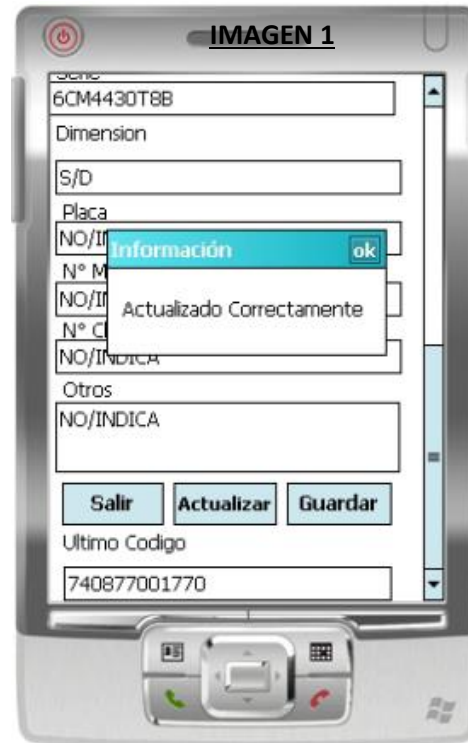 IMAGEN 1
Serie
6CM4430T8B
Dimension
S/D
Placa
NO/I
Información ok
N° M
NO/I
Actualizado Correctamente
N° C
NO/INDICA
Otros
NO/INDICA
Salir Actualizar Guardar
Ultimo Codigo
740877001770